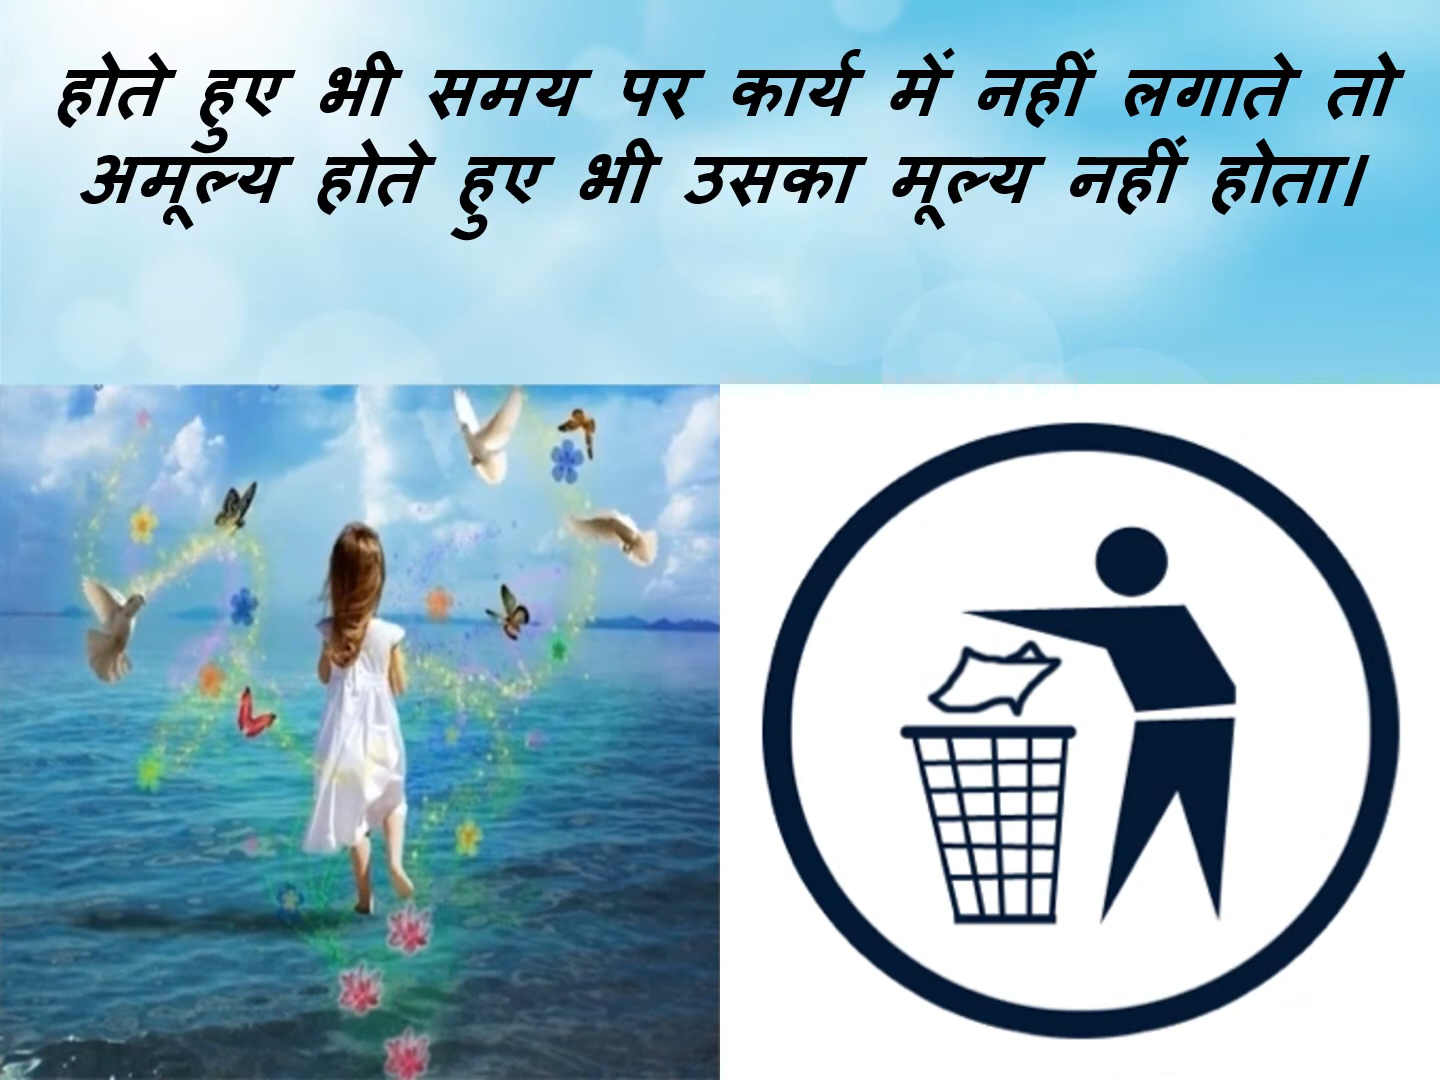 होते हुए भी समय पर कार्य में नहीं लगाते तो
अमूल्य होते हुए भी उसका मूल्य नहीं होता।